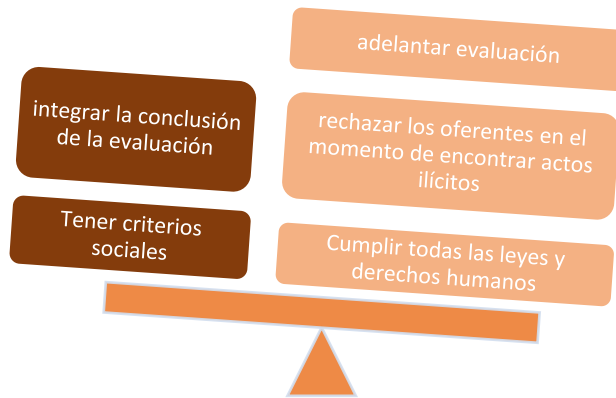 integrar la conclusión
de la evaluación
Tener criterios
sociales
adelantar evaluación
rechazar los oferentes en el
momento de encontrar actos
ilícitos
Cumplir todas las leyes y
derechos humanos